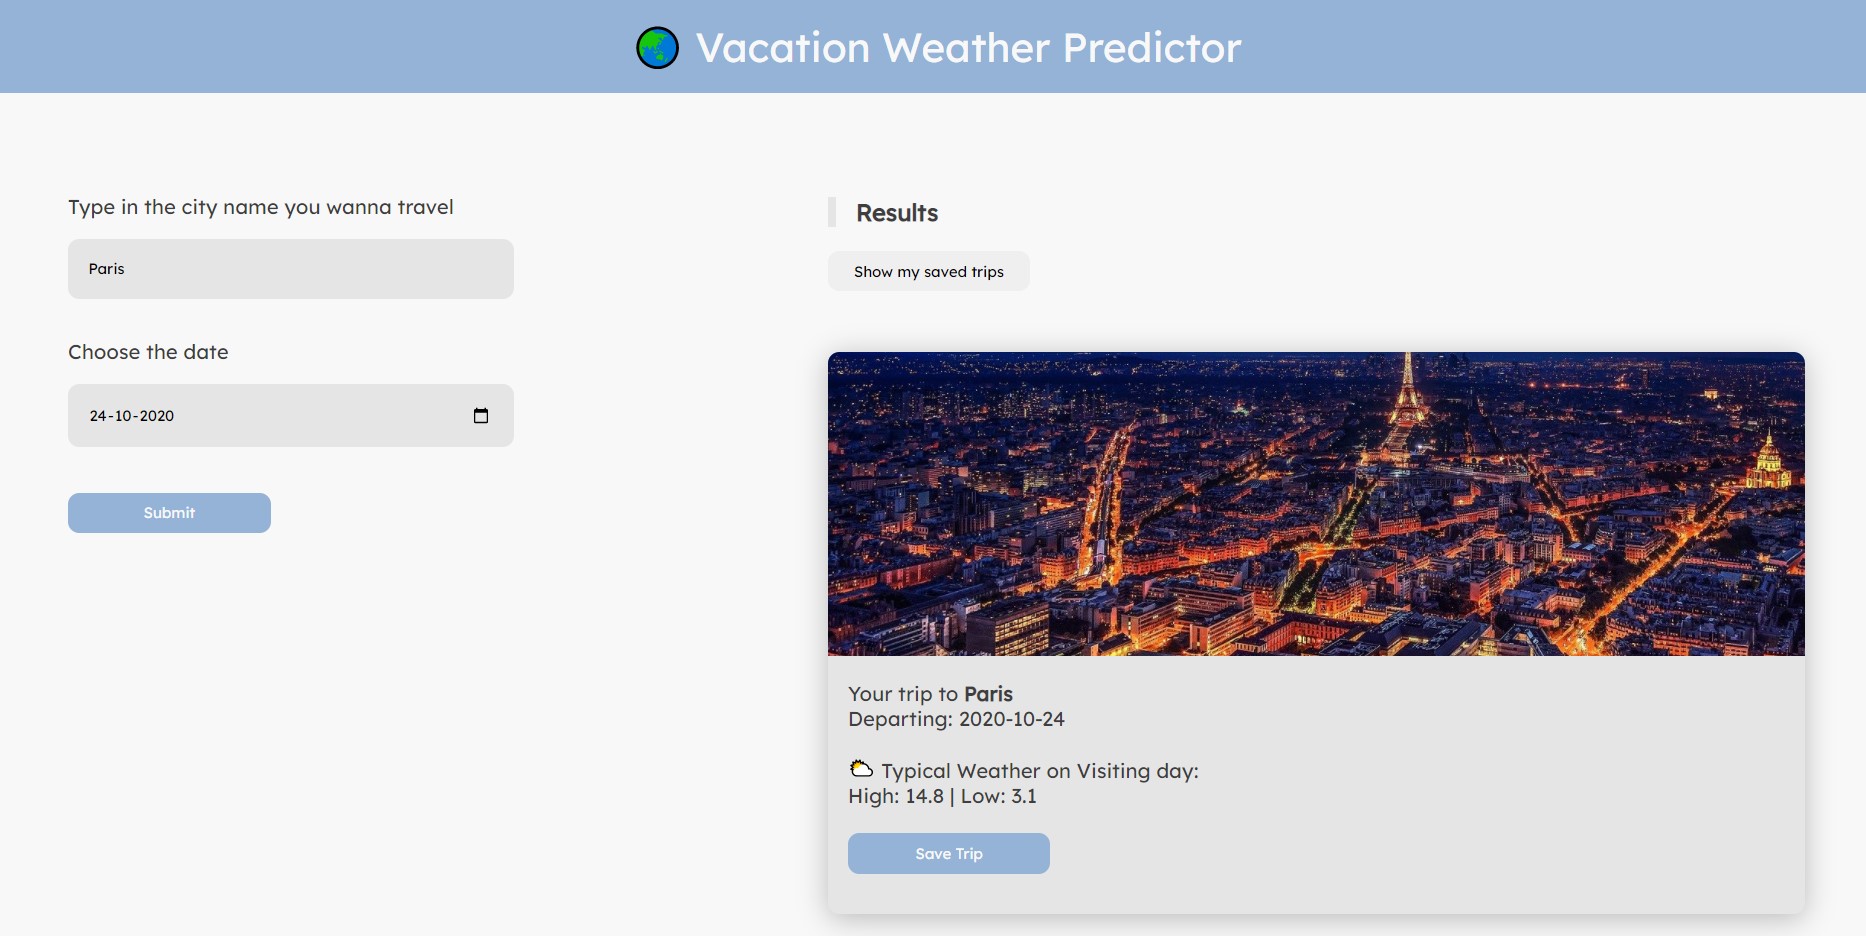 Vacation Weather Predictor
Type in the city name you wanna travel
Paris
Choose the date
24-10-2020
Submit
Results
Show my saved trips
Your trip to Paris
Departing: 2020-10-24
Typical Weather on Visiting day:
High: 14.8 | Low: 3.1
Save Trip